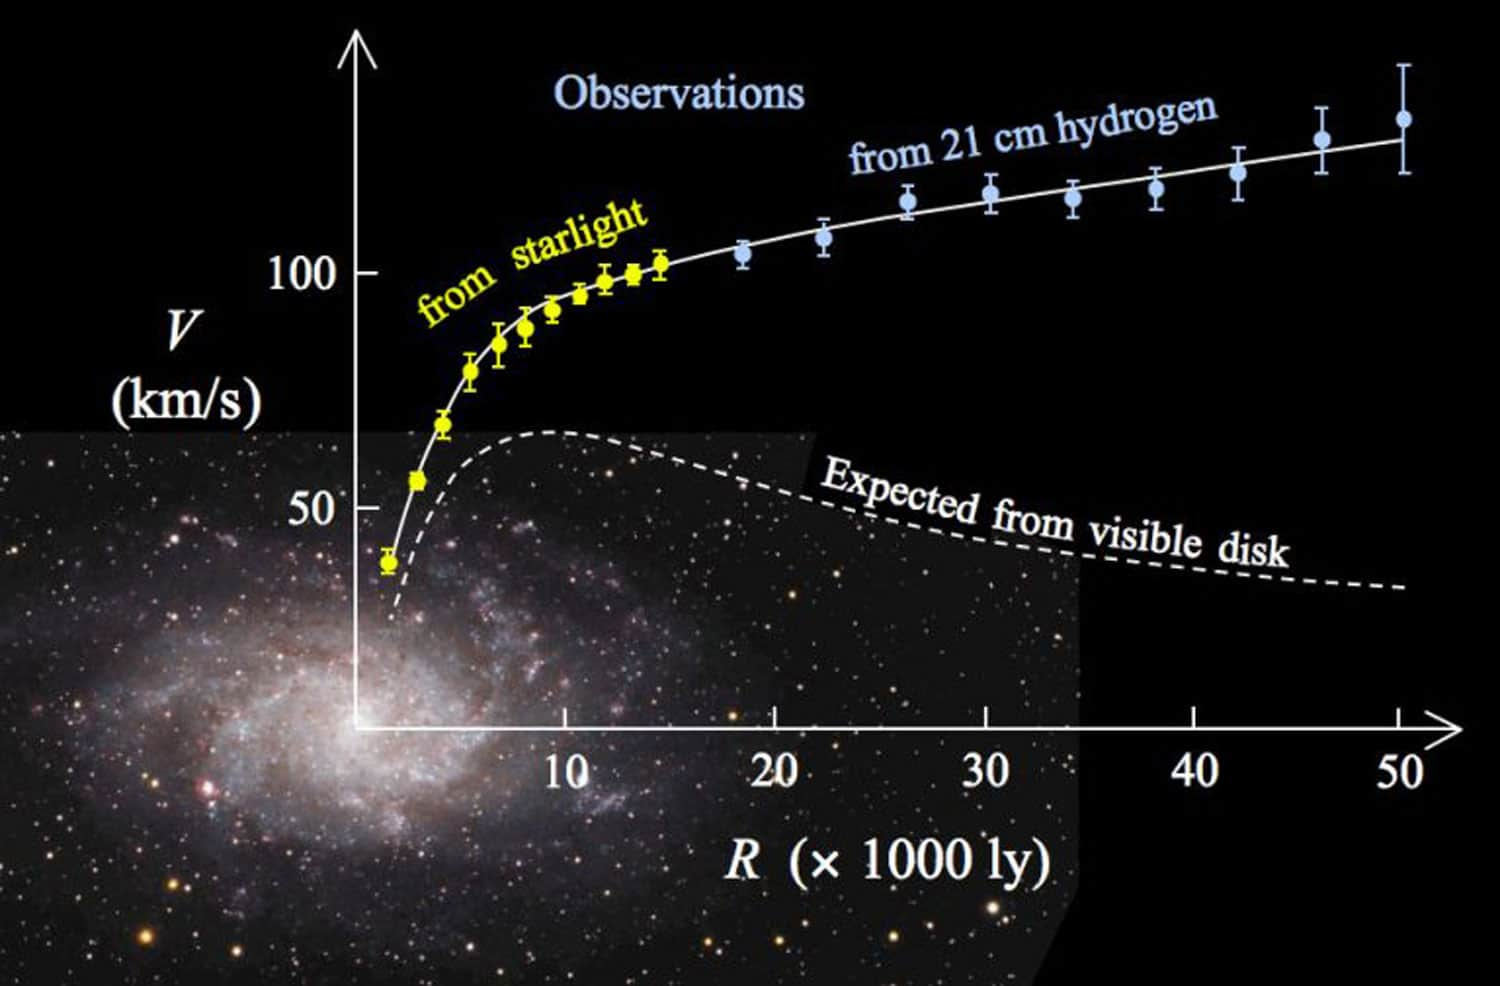 Observations
from 21 cm hydrogen
from starlight
100
V
(km/s)
50
Expected from visible disk
10 20 30 40 50
R (× 1000 ly)